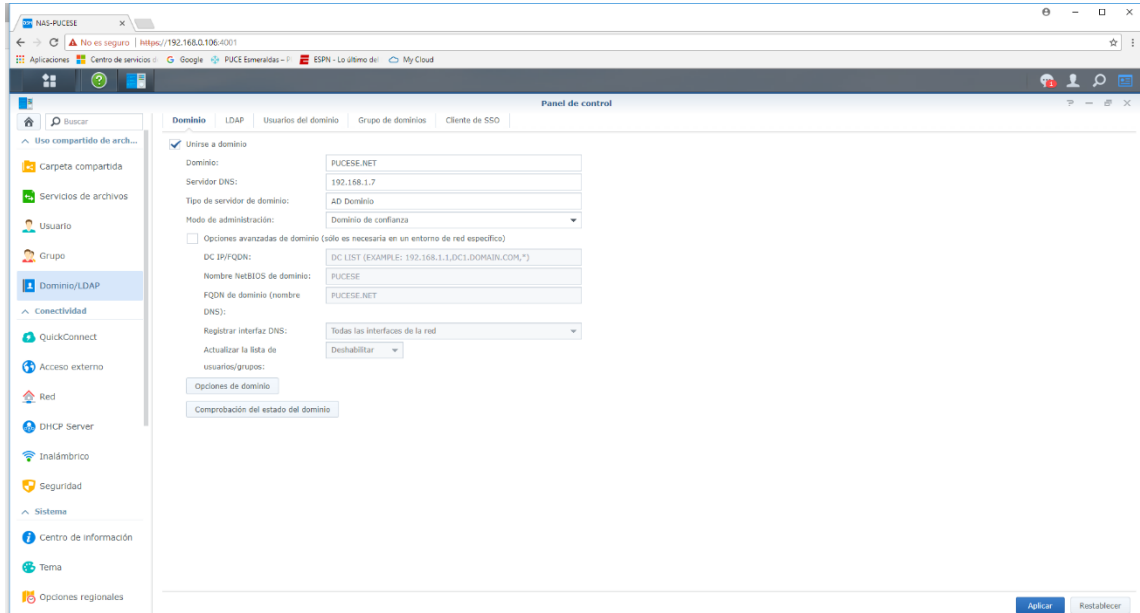 NAS-PUCESE
No es seguro | https://192.168.0.106:4001
Aplicaciones Centro de servicios d Google PUCE Esmeraldas – P ESPN - Lo último del My Cloud
1
Panel de control
Buscar
Uso compartido de arch...
Carpeta compartida
Servicios de archivos
Usuario
Grupo
Dominio/LDAP
Conectividad
QuickConnect
Acceso externo
Red
DHCP Server
Inalámbrico
Seguridad
Sistema
Centro de información
Tema
Opciones regionales
Dominio LDAP Usuarios del dominio Grupo de dominios Cliente de SSO
Unirse a dominio
Dominio: PUCESE.NET
Servidor DNS: 192.168.1.7
Tipo de servidor de dominio: AD Dominio
Modo de administración: Dominio de confianza
Opciones avanzadas de dominio (sólo es necesaria en un entorno de red específico)
DC IP/FQDN: DC LIST (EXAMPLE: 192.168.1.1,DC1.DOMAIN.COM,*)
Nombre NetBIOS de dominio: PUCESE
FQDN de dominio (nombre PUCESE.NET
DNS):
Registrar interfaz DNS: Todas las interfaces de la red
Actualizar la lista de Deshabilitar
usuarios/grupos:
Opciones de dominio
Comprobación del estado del dominio
Aplicar Restablecer